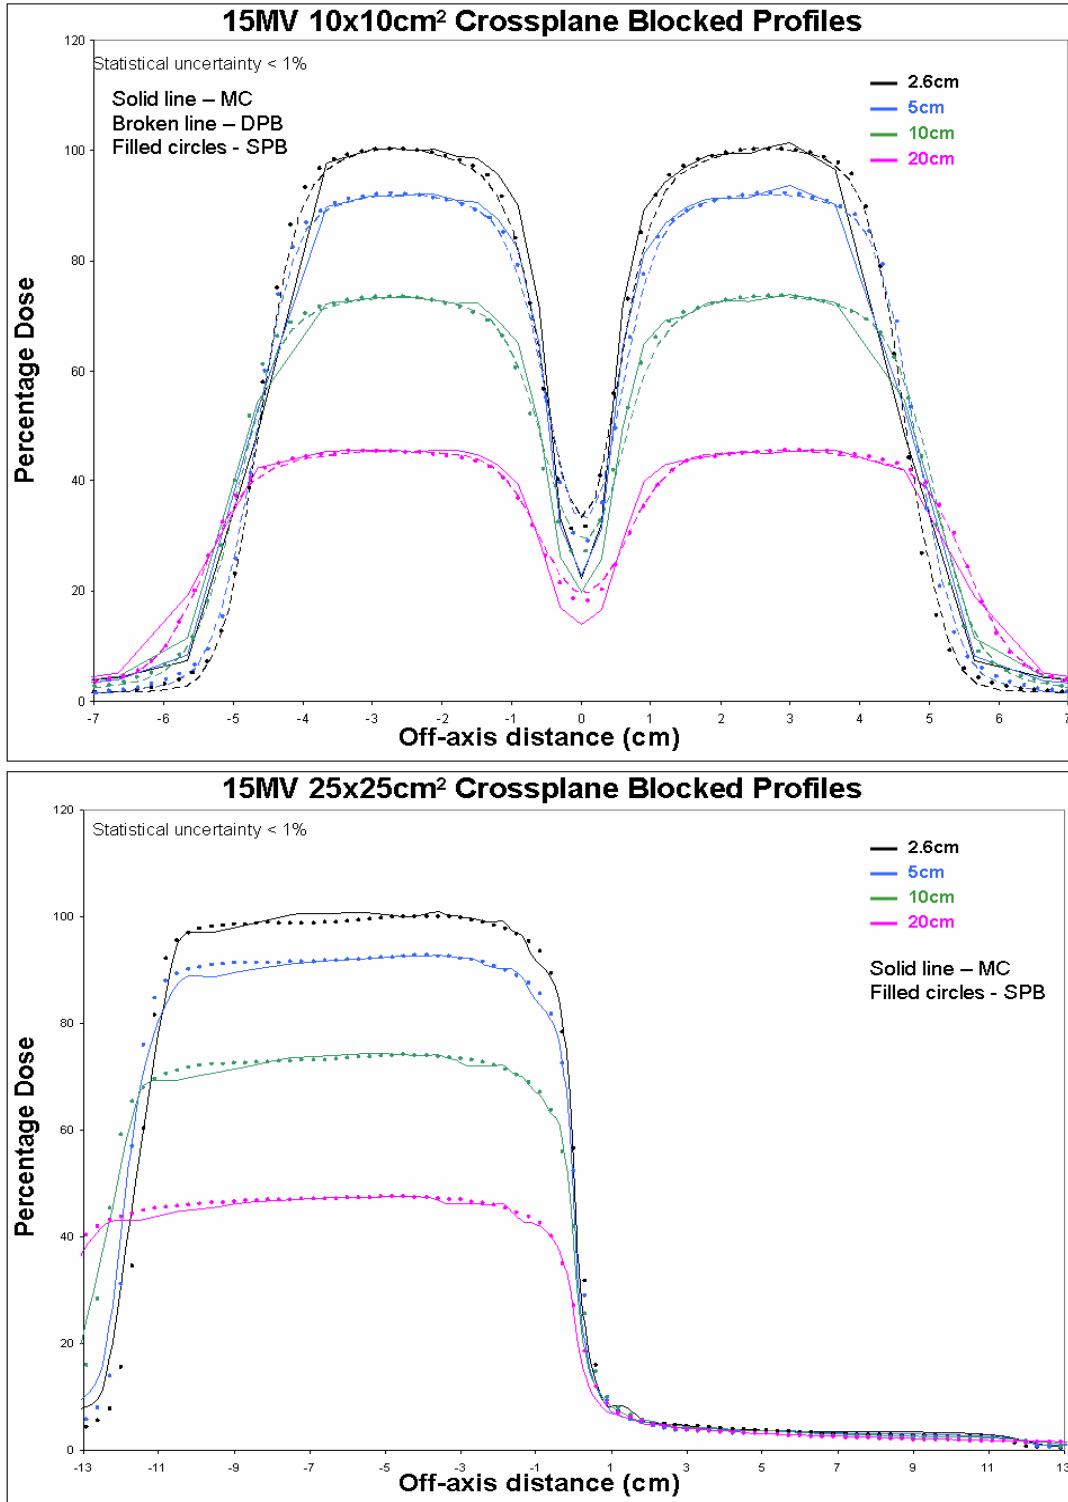 15MV 10x10cm² Crossplane Blocked Profiles
120
Statistical uncertainty < 1%
Solid line – MC
Broken line – DPB
Filled circles - SPB
2.6cm
5cm
10cm
20cm
100
80
60
40
20
0
Percentage Dose
-7 -6 -5 -4 -3 -2 -1 0 1 2 3 4 5 6 7
Off-axis distance (cm)
15MV 25x25cm² Crossplane Blocked Profiles
120
Statistical uncertainty < 1%
2.6cm
5cm
10cm
20cm
Solid line – MC
Filled circles - SPB
100
80
60
40
20
0
Percentage Dose
-13 -11 -9 -7 -5 -3 -1 1 3 5 7 9 11 13
Off-axis distance (cm)